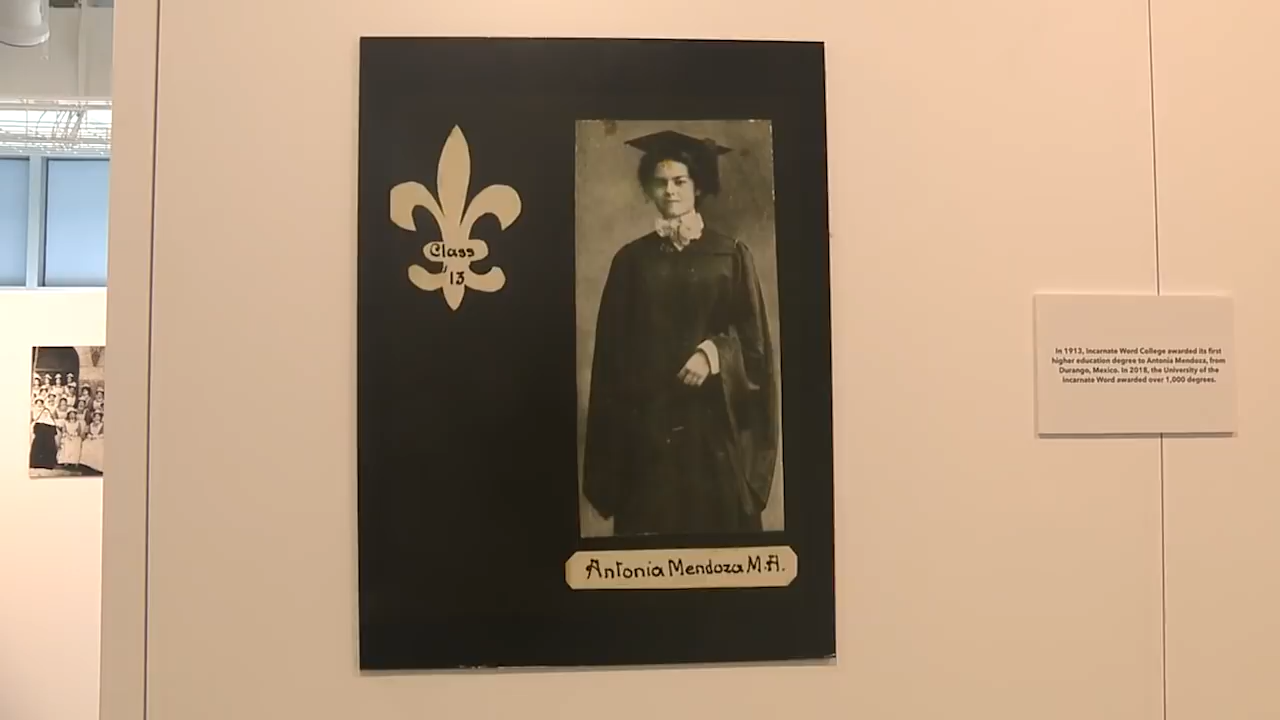 Class
'13
Antonia Mendoza M.A.
In 1913, Incarnate Word College awarded its first
higher education degree to Antonia Mendoza, from
Durango, Mexico. In 2018, the University of the
Incarnate Word awarded over 1,000 degrees.